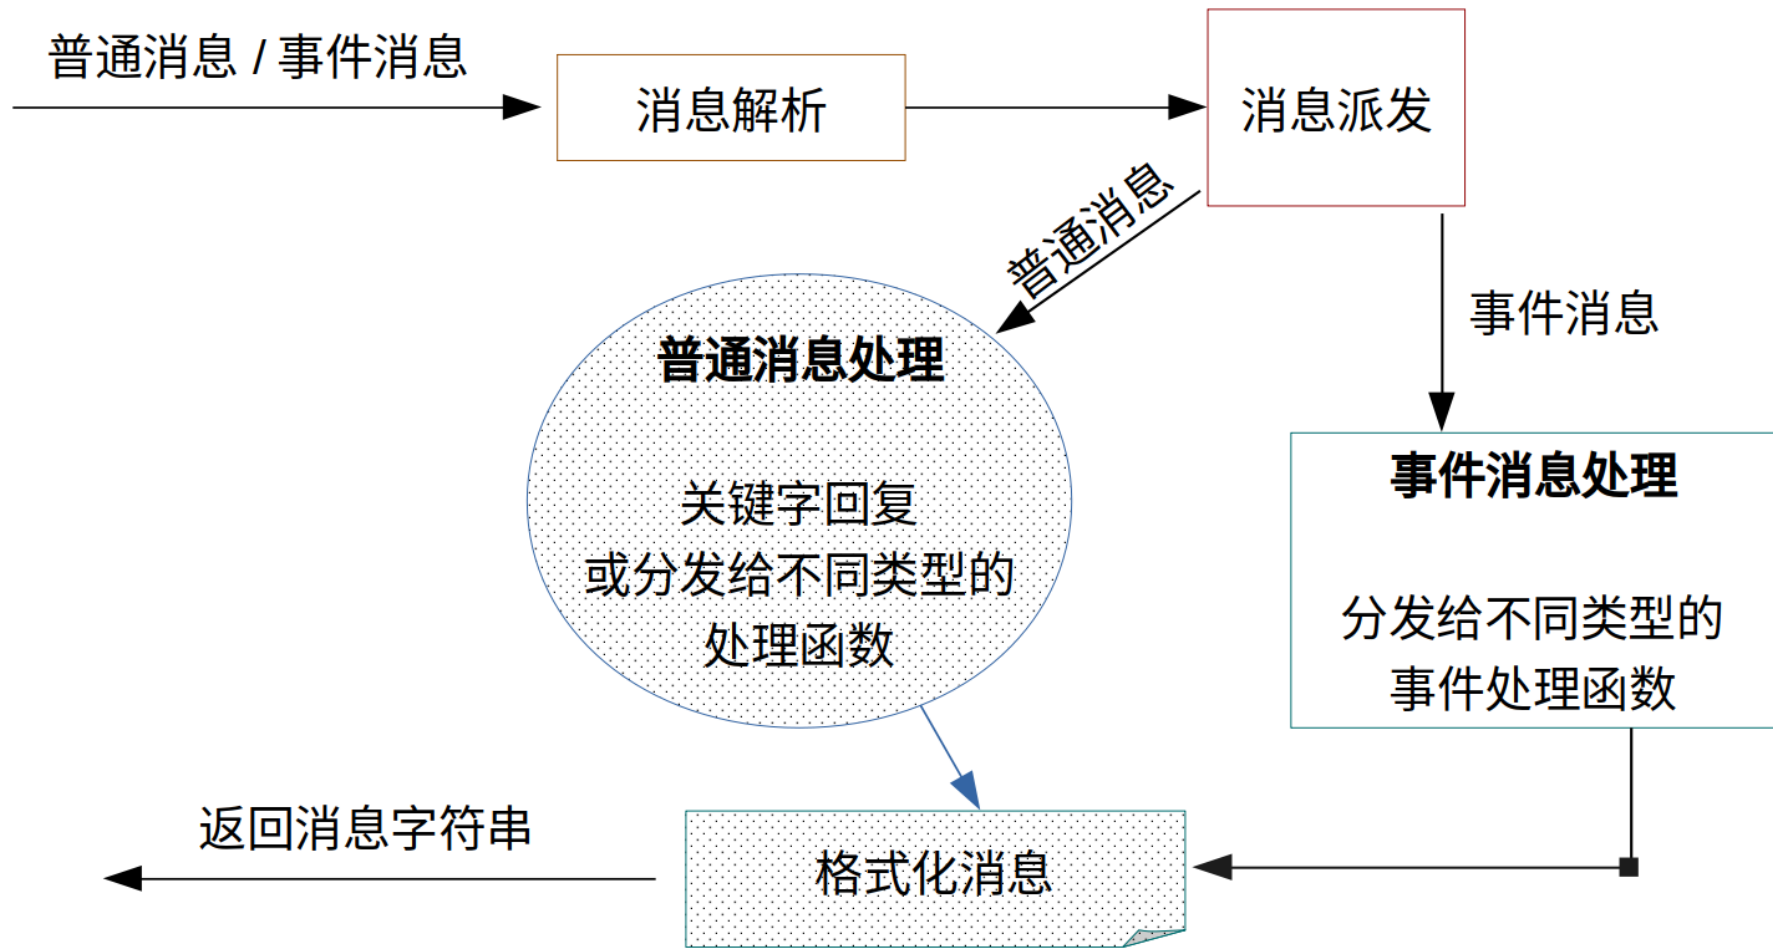 普通消息 / 事件消息
消息解析
消息派发
普通消息
事件消息
普通消息处理
关键字回复
或分发给不同类型的
处理函数
事件消息处理
分发给不同类型的
事件处理函数
返回消息字符串
格式化消息